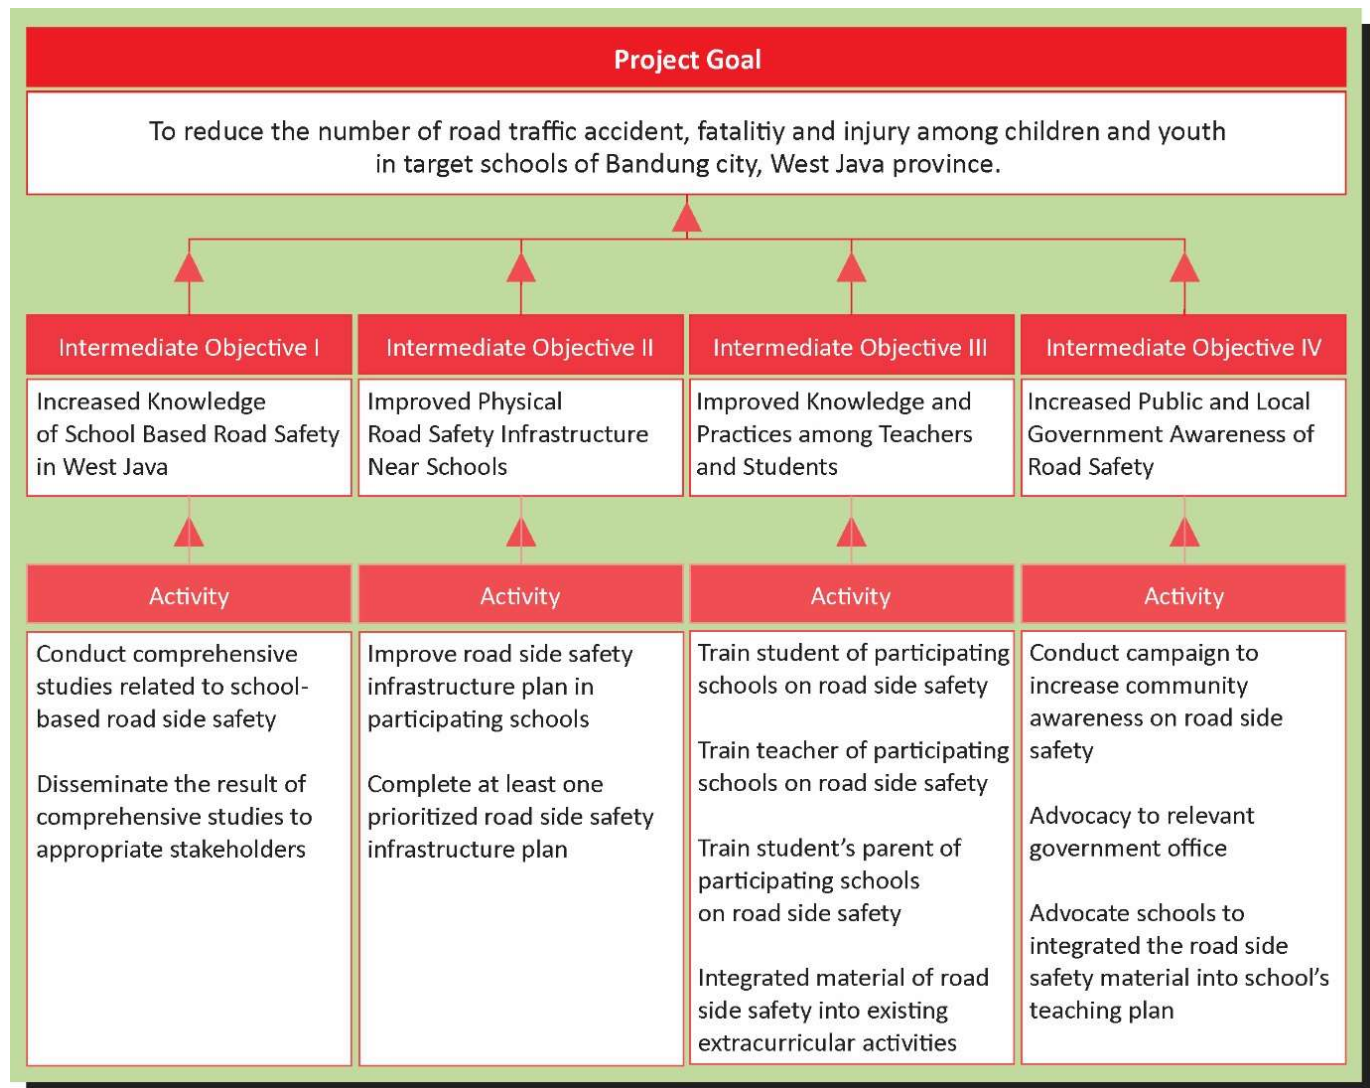 Project Goal
To reduce the number of road traffic accident, fatalitiy and injury among children and youth
in target schools of Bandung city, West Java province.
Intermediate Objective I
Increased Knowledge
of School Based Road Safety
in West Java
Intermediate Objective II
Improved Physical
Road Safety Infrastructure
Near Schools
Intermediate Objective III
Improved Knowledge and
Practices among Teachers
and Students
Intermediate Objective IV
Increased Public and Local
Government Awareness of
Road Safety
Activity
Conduct comprehensive
studies related to school-
based road side safety
Disseminate the result of
comprehensive studies to
appropriate stakeholders
Activity
Improve road side safety
infrastructure plan in
participating schools
Complete at least one
prioritized road side safety
infrastructure plan
Activity
Train student of participating
schools on road side safety
Train teacher of participating
schools on road side safety
Train student’s parent of
participating schools
on road side safety
Integrated material of road
side safety into existing
extracurricular activities
Activity
Conduct campaign to
increase community
awareness on road side
safety
Advocacy to relevant
government office
Advocate schools to
integrated the road side
safety material into school’s
teaching plan